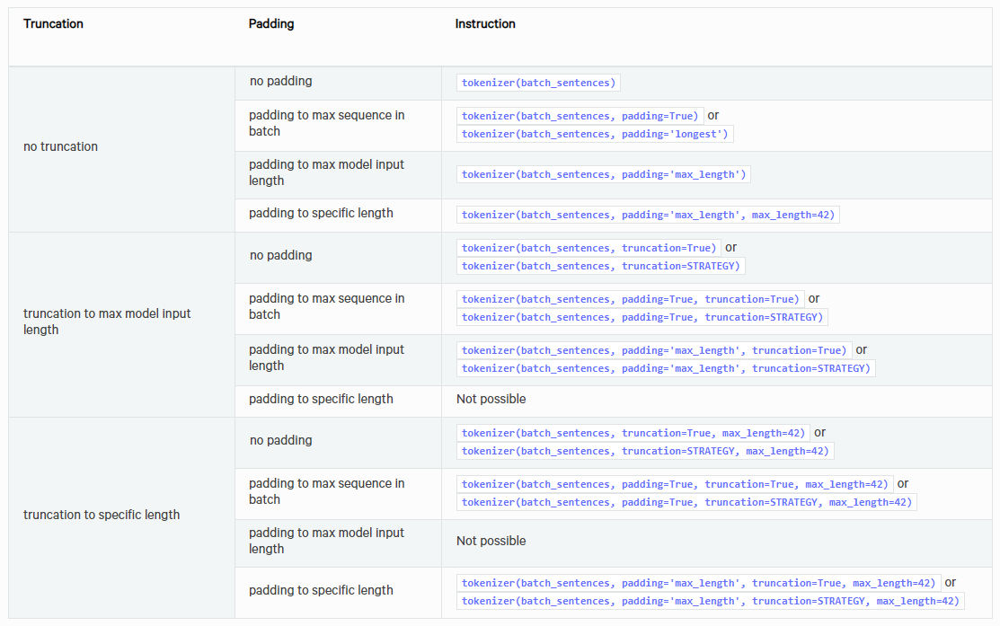 Truncation Padding Instruction
no truncation
no padding
tokenizer(batch_sentences)
padding to max sequence in
batch
tokenizer(batch_sentences, padding=True) or
tokenizer(batch_sentences, padding='longest')
padding to max model input
length
tokenizer(batch_sentences, padding='max_length')
padding to specific length
tokenizer(batch_sentences, padding='max_length', max_length=42)
truncation to max model input
length
no padding
tokenizer(batch_sentences, truncation=True) or
tokenizer(batch_sentences, truncation=STRATEGY)
padding to max sequence in
batch
tokenizer(batch_sentences, padding=True, truncation=True) or
tokenizer(batch_sentences, padding=True, truncation=STRATEGY)
padding to max model input
length
tokenizer(batch_sentences, padding='max_length', truncation=True) or
tokenizer(batch_sentences, padding='max_length', truncation=STRATEGY)
padding to specific length
Not possible
truncation to specific length
no padding
tokenizer(batch_sentences, truncation=True, max_length=42) or
tokenizer(batch_sentences, truncation=STRATEGY, max_length=42)
padding to max sequence in
batch
tokenizer(batch_sentences, padding=True, truncation=True, max_length=42) or
tokenizer(batch_sentences, padding=True, truncation=STRATEGY, max_length=42)
padding to max model input
length
Not possible
padding to specific length
tokenizer(batch_sentences, padding='max_length', truncation=True, max_length=42) or
tokenizer(batch_sentences, padding='max_length', truncation=STRATEGY, max_length=42)